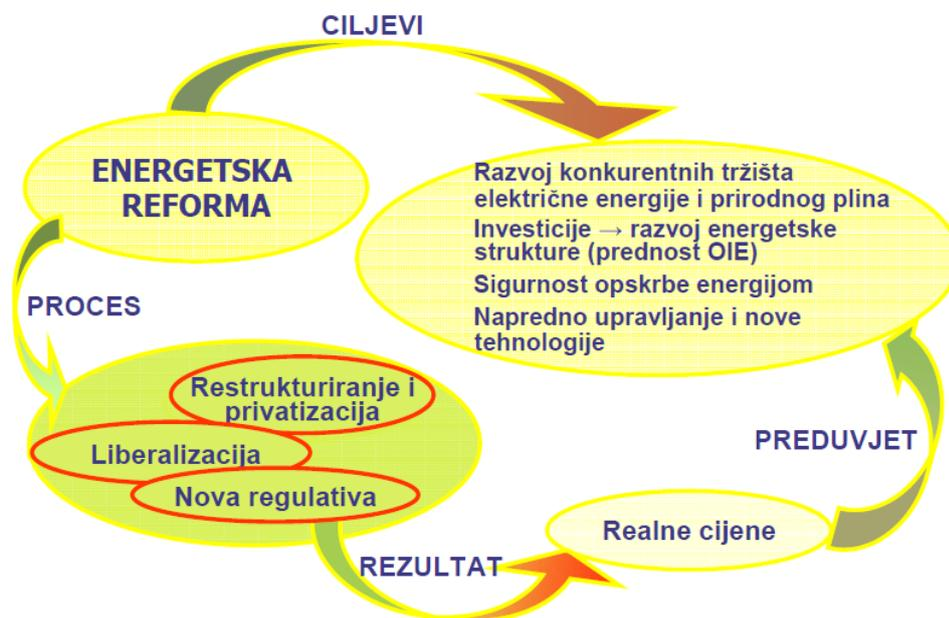 CILJEVI
ENERGETSKA
REFORMA
Razvoj konkurentnih tržišta
električne energije i prirodnog plina
Investicije → razvoj energetske
strukture (prednost OIE)
Sigurnost opskrbe energijom
Napredno upravljanje i nove
tehnologije
PROCES
Restrukturiranje i
privatizacija
Liberalizacija
Nova regulativa
PREDUVJET
Realne cijene
REZULTAT